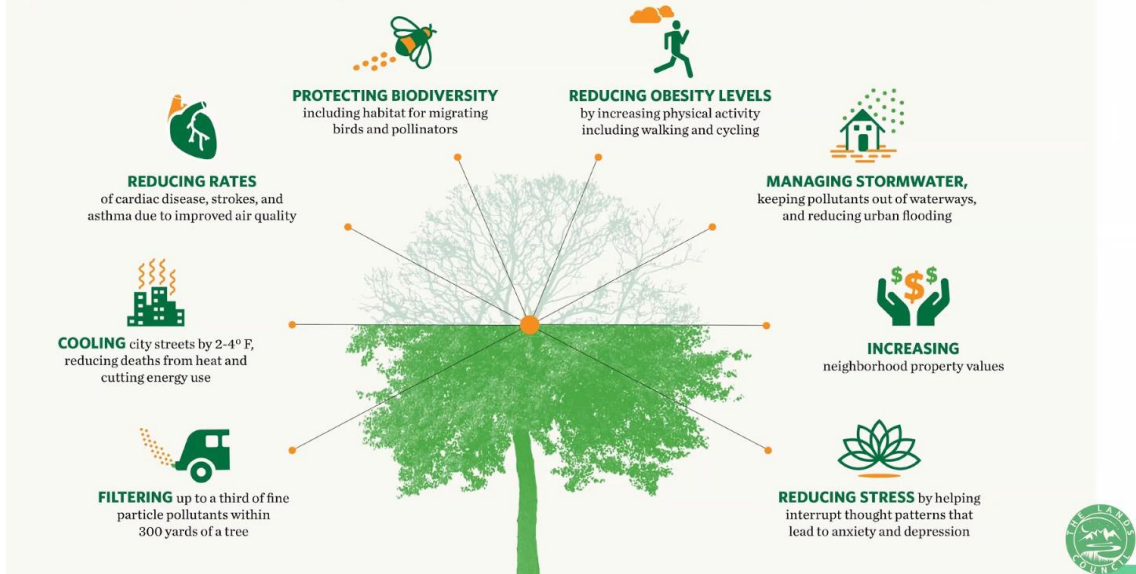 PROTECTING BIODIVERSITY
including habitat for migrating
birds and pollinators
REDUCING OBESITY LEVELS
by increasing physical activity
including walking and cycling
REDUCING RATES
of cardiac disease, strokes, and
asthma due to improved air quality
MANAGING STORMWATER,
keeping pollutants out of waterways,
and reducing urban flooding
COOLING city streets by 2-4º F,
reducing deaths from heat and
cutting energy use
$ $ $
INCREASING
neighborhood property values
FILTERING up to a third of fine
particle pollutants within
300 yards of a tree
REDUCING STRESS by helping
interrupt thought patterns that
lead to anxiety and depression
THE LANDS
COUNCIL